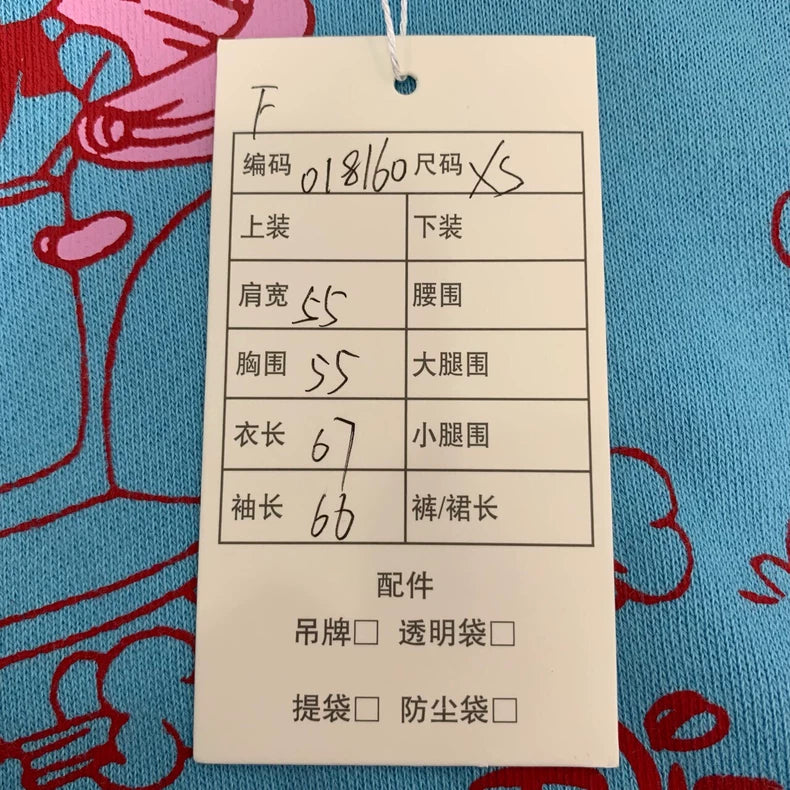 F
编码 018160 尺码 XS
上装 下装
肩宽 55 腰围
胸围 55 大腿围
衣长 67 小腿围
袖长 66 裤/裙长
配件
吊牌□ 透明袋□
提袋□ 防尘袋□